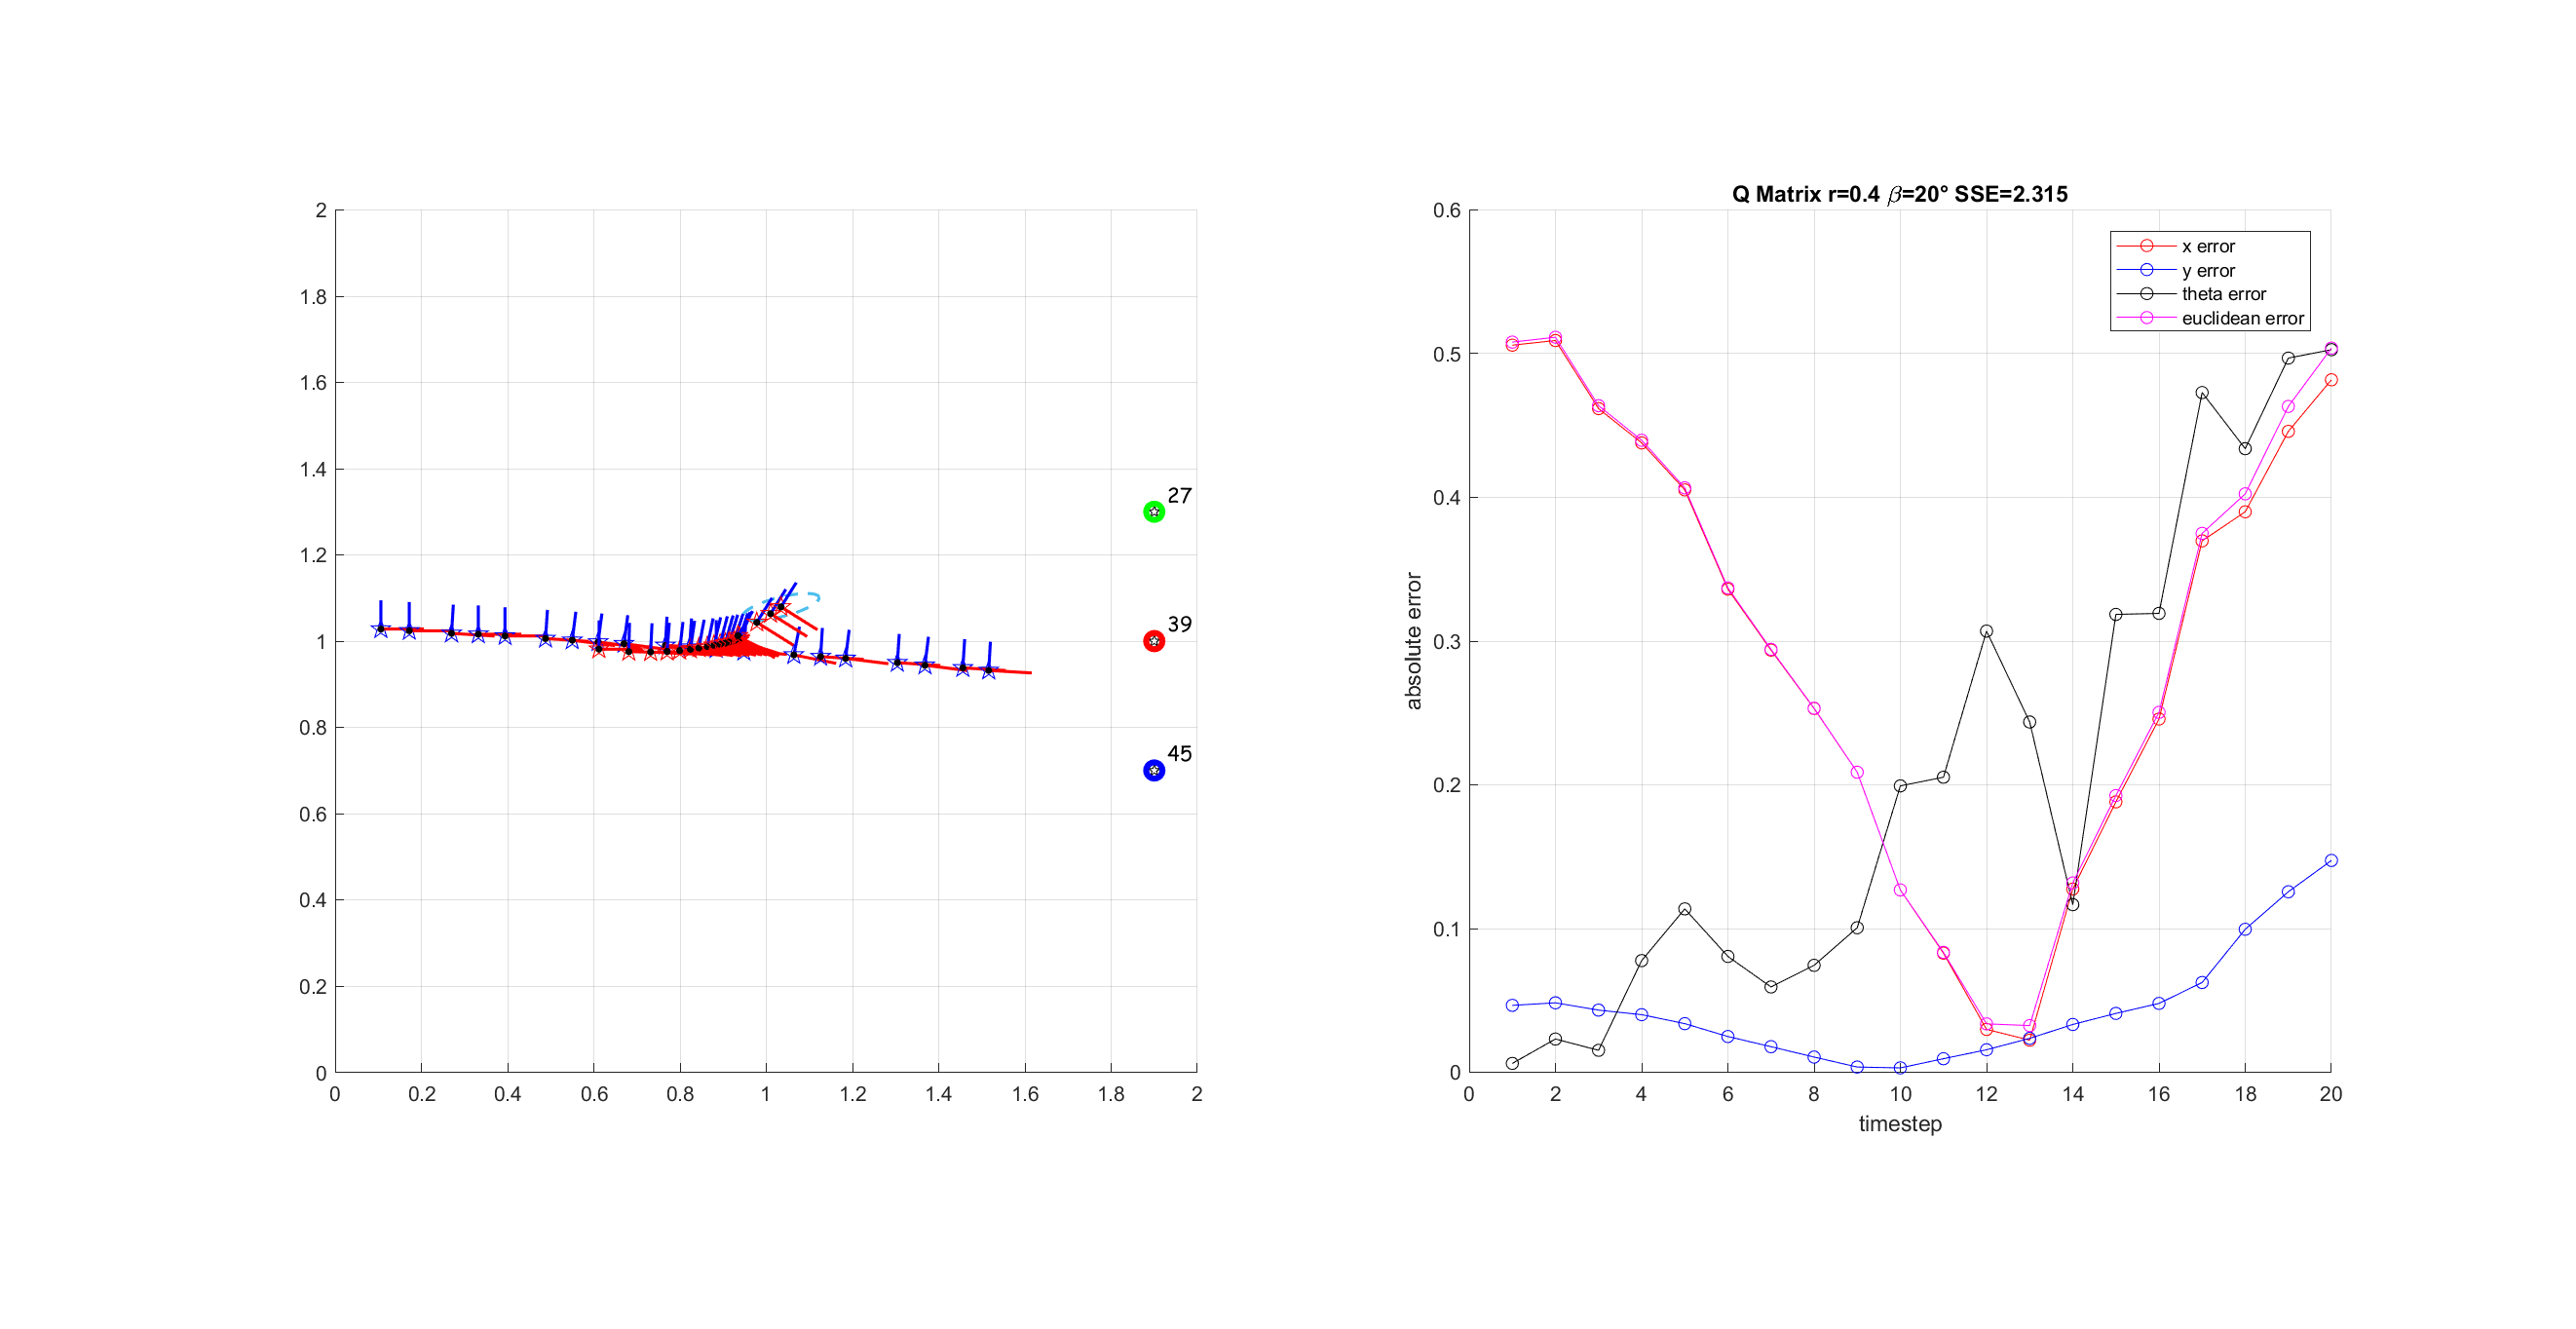 2
1.8
1.6
1.4
1.2
1
0.8
0.6
0.4
0.2
0
0 0.2 0.4 0.6 0.8 1 1.2 1.4 1.6 1.8 2
27
39
45
Q Matrix r=0.4 β=20° SSE=2.315
x error
y error
theta error
euclidean error
absolute error
0.6
0.5
0.4
0.3
0.2
0.1
0
0 2 4 6 8 10 12 14 16 18 20
timestep